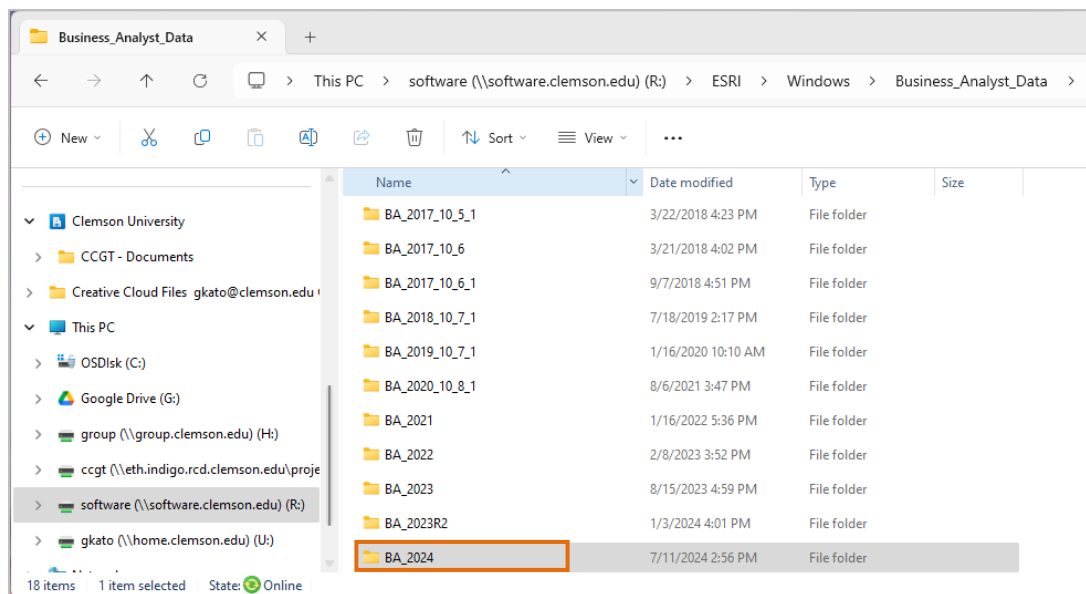 Business_Analyst_Data
This PC > software (\\software.clemson.edu) (R:) > ESRI > Windows > Business_Analyst_Data >
New Sort View ...
Name Date modified Type Size
Clemson University
CCGT - Documents
Creative Cloud Files gkato@clemson.edu
This PC
OSDIsk (C:)
Google Drive (G:)
group (\\group.clemson.edu) (H:)
ccgt (\\eth.indigo.rcd.clemson.edu\proje
software (\\software.clemson.edu) (R:)
gkato (\\home.clemson.edu) (U:)
BA_2017_10_5_1 3/22/2018 4:23 PM File folder
BA_2017_10_6 3/21/2018 4:02 PM File folder
BA_2017_10_6_1 9/7/2018 4:51 PM File folder
BA_2018_10_7_1 7/18/2019 2:17 PM File folder
BA_2019_10_7_1 1/16/2020 10:10 AM File folder
BA_2020_10_8_1 8/6/2021 3:47 PM File folder
BA_2021 1/16/2022 5:36 PM File folder
BA_2022 2/8/2023 3:52 PM File folder
BA_2023 8/15/2023 4:59 PM File folder
BA_2023R2 1/3/2024 4:01 PM File folder
BA_2024 7/11/2024 2:56 PM File folder
18 items 1 item selected State: Online